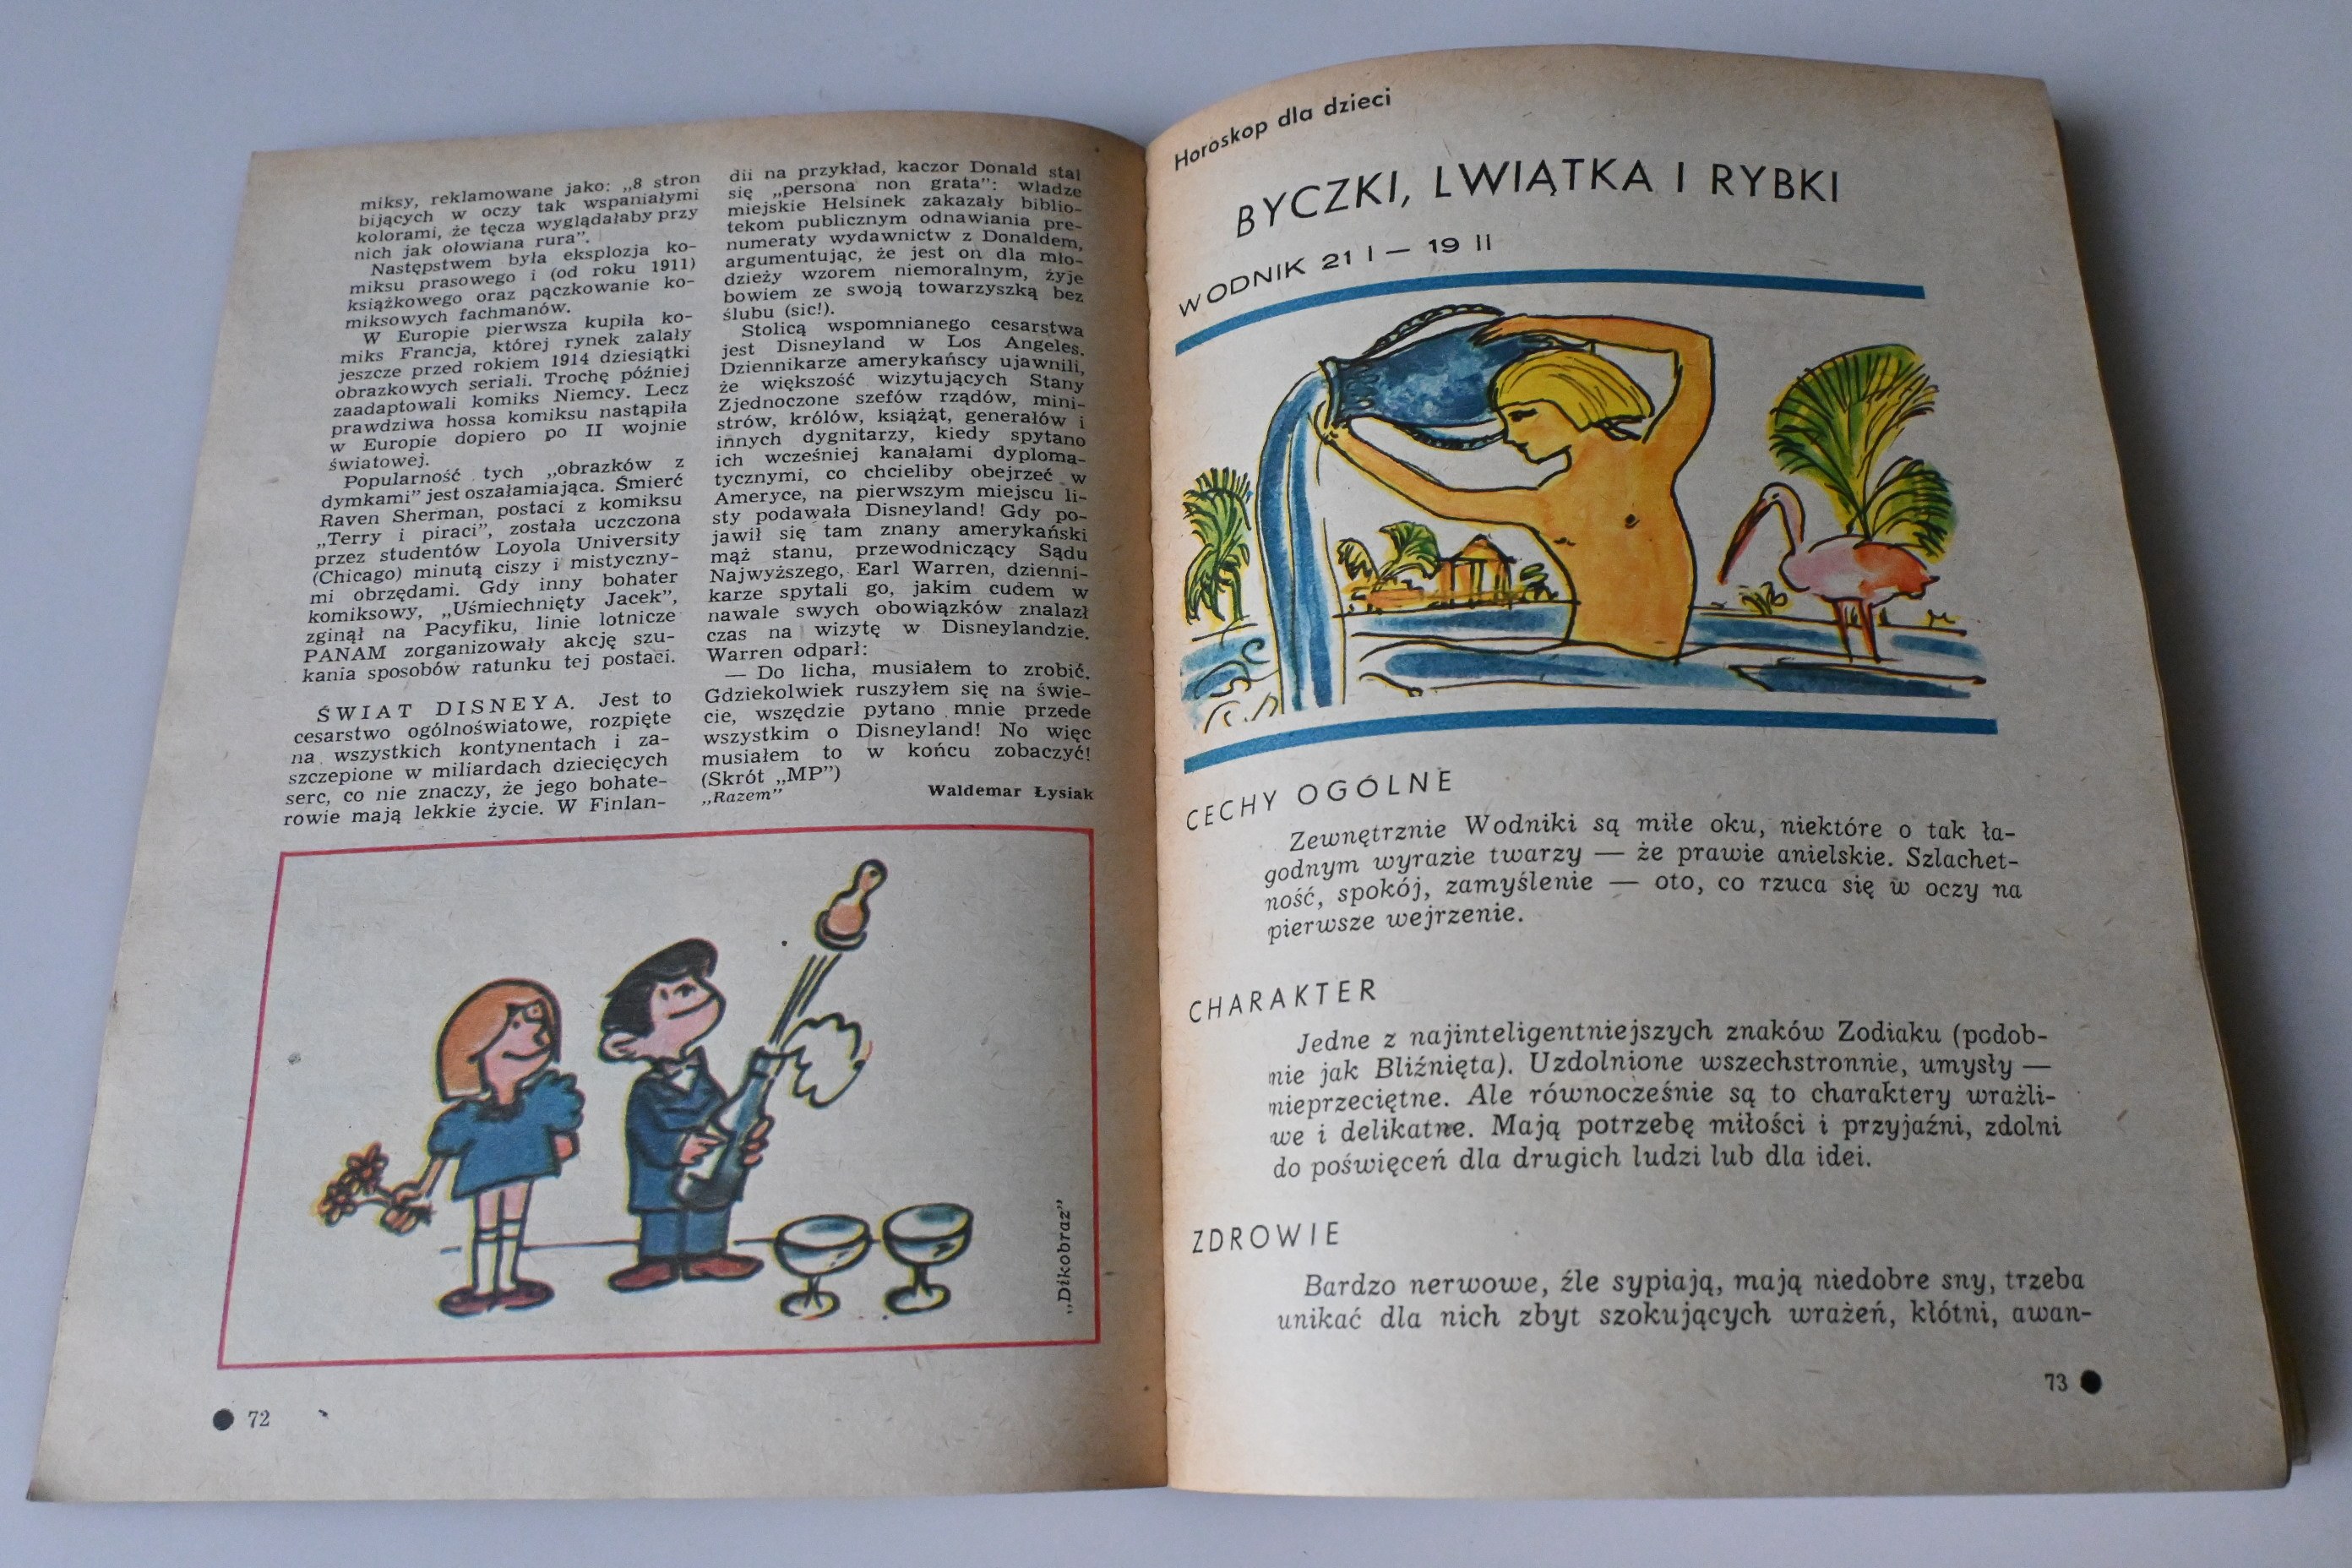 miksy, reklamowane jako: „8 stron
bijących w oczy tak wspaniałymi
kolorami, że tęcza wyglądałaby przy
nich jak ołowiana rura”.
Następstwem była eksplozja ko-
miksu prasowego i (od roku 1911)
książkowego oraz pączkowanie ko-
miksowych fachmanów.
W Europie pierwsza kupiła ko-
miks Francja, której rynek zalały
jeszcze przed rokiem 1914 dziesiątki
obrazkowych seriali. Trochę później
zaadaptowali komiks Niemcy. Lecz
prawdziwa hossa komiksu nastąpiła
w Europie dopiero po II wojnie
światowej.
Popularność tych „obrazków z
dymkami” jest oszałamiająca. Śmierć
Raven Sherman, postaci z komiksu
„Terry i piraci”, została uczczona
przez studentów Loyola University
(Chicago) minutą ciszy i mistyczny-
mi obrzędami. Gdy inny bohater
komiksowy, „Uśmiechnięty Jacek”,
zginął na Pacyfiku, linie lotnicze
PANAM zorganizowały akcję szu-
kania sposobów ratunku tej postaci.
ŚWIAT DISNEYA. Jest to
cesarstwo ogólnoświatowe, rozpięte
na wszystkich kontynentach i za-
szczepione w miliardach dziecięcych
serc, co nie znaczy, że jego bohate-
rowie mają lekkie życie. W Finlan-
dii na przykład, kaczor Donald stał
się „persona non grata”: władze
miejskie Helsinek zakazały biblio-
tekom publicznym odnawiania pre-
numeraty wydawnictw z Donaldem,
argumentując, że jest on dla mło-
dzieży wzorem niemoralnym, żyje
bowiem ze swoją towarzyszką bez
ślubu (sic!).
Stolicą wspomnianego cesarstwa
jest Disneyland w Los Angeles.
Dziennikarze amerykańscy ujawnili,
że większość wizytujących Stany
Zjednoczone szefów rządów, mini-
strów, królów, książąt, generałów i
innych dygnitarzy, kiedy spytano
ich wcześniej kanałami dyploma-
tycznymi, co chcieliby obejrzeć w
Ameryce, na pierwszym miejscu li-
sty podawała Disneyland! Gdy po-
jawił się tam znany amerykański
mąż stanu, przewodniczący Sądu
Najwyższego, Earl Warren, dzienni-
karze spytali go, jakim cudem w
nawale swych obowiązków znalazł
czas na wizytę w Disneylandzie.
Warren odparł:
— Do licha, musiałem to zrobić.
Gdziekolwiek ruszyłem się na świe-
cie, wszędzie pytano mnie przede
wszystkim o Disneyland! No więc
musiałem to w końcu zobaczyć!
(Skrót „MP”)
„Razem”
Waldemar Łysiak
„Dikobraz”
72
Horoskop dla dzieci
BYCZKI, LWIĄTKA I RYBKI
WODNIK 21 I — 19 II
CECHY OGÓLNE
Zewnętrznie Wodniki są miłe oku, niektóre o tak ła-
godnym wyrazie twarzy — że prawie anielskie. Szlachet-
ność, spokój, zamyślenie — oto, co rzuca się w oczy na
pierwsze wejrzenie.
CHARAKTER
Jedne z najinteligentniejszych znaków Zodiaku (podob-
nie jak Bliźnięta). Uzdolnione wszechstronnie, umysły —
nieprzeciętne. Ale równocześnie są to charaktery wrażli-
we i delikatne. Mają potrzebę miłości i przyjaźni, zdolni
do poświęceń dla drugich ludzi lub dla idei.
ZDROWIE
Bardzo nerwowe, źle sypiają, mają niedobre sny, trzeba
unikać dla nich zbyt szokujących wrażeń, kłótni, awan-
73